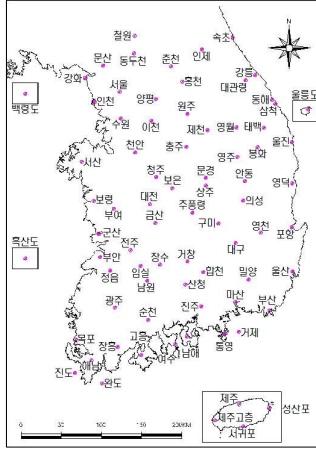 철원
속초
문산
동두천
춘천
인제
강화
서울
홍천
강릉
대관령
백령도
인천
양평
동해
울릉도
삼척
수원
이천
원주
제천
영월
태백
울진
천안
충주
서산
영주
봉화
청주
보은
문경
안동
상주
영덕
보령
대전
의성
부여
주풍령
금산
군산
구미
영천
포항
흑산도
전주
대구
부안
장수
거창
정읍
임실
합천
밀양
울산
남원
산청
광주
마산
순천
진주
부산
목포
고흥
거제
장흥
남해
통영
해남
여수
진도
완도
제주
성산포
제주고층
서귀포
0
50
100
150
200KM